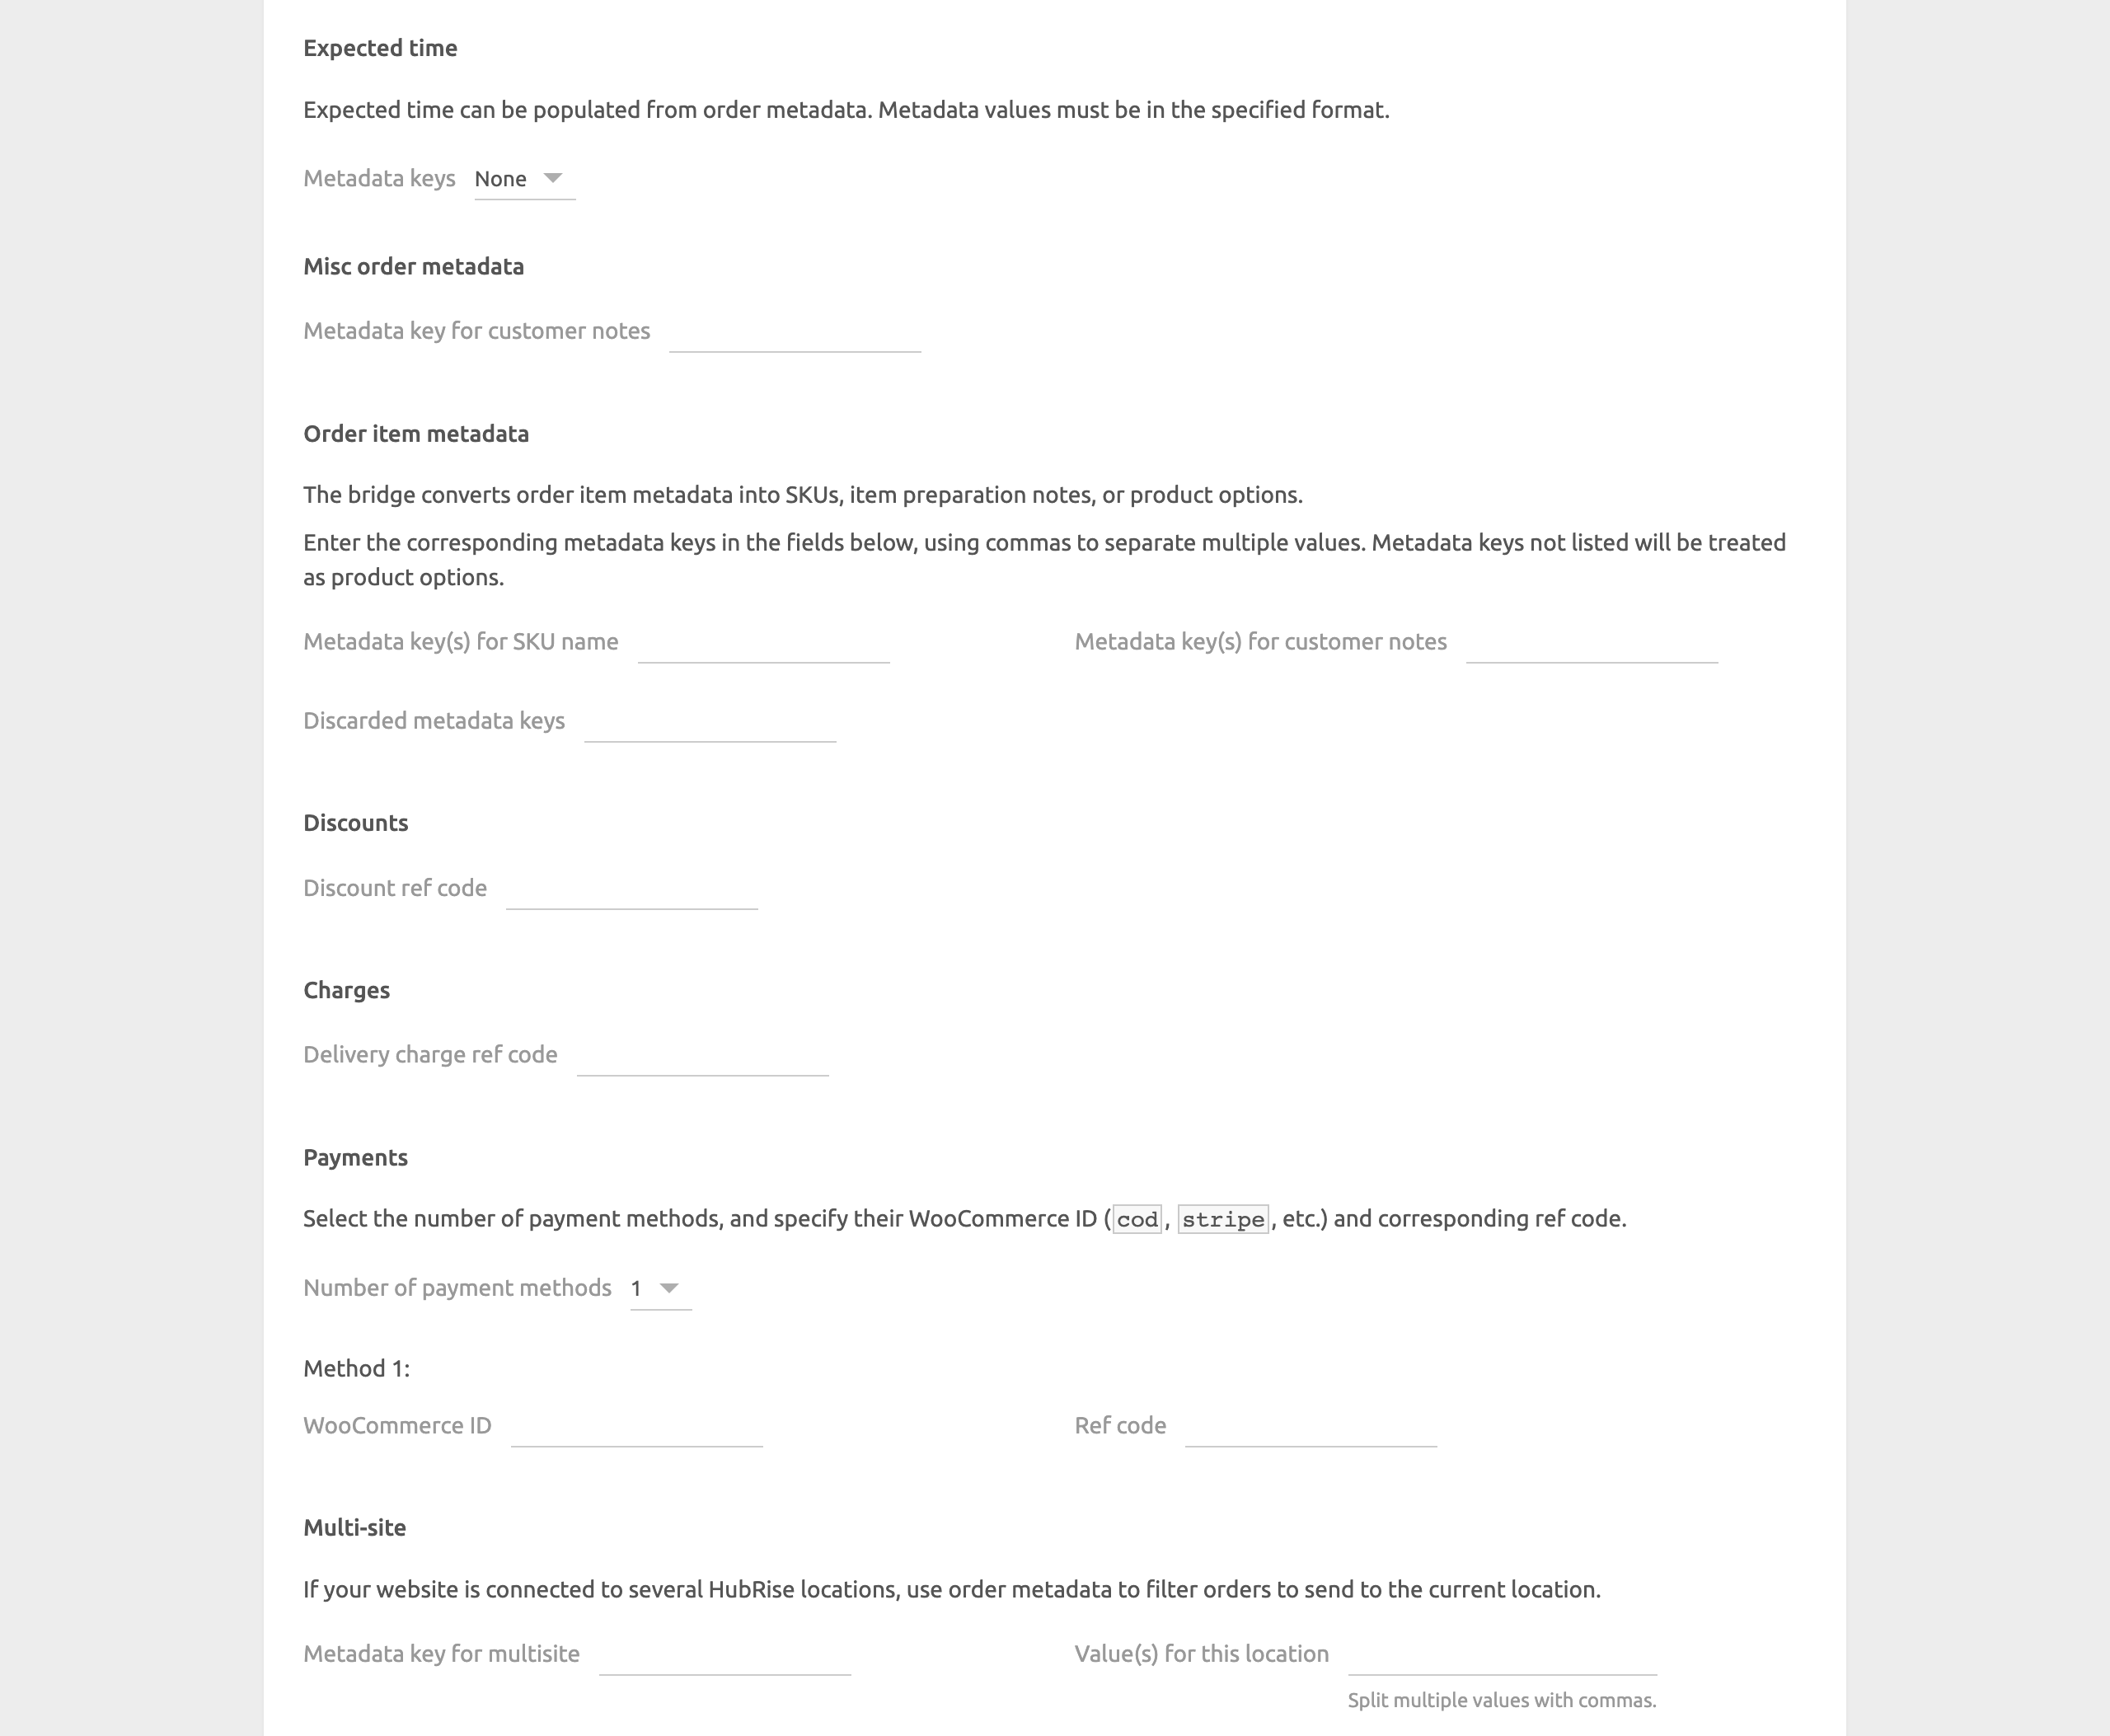 Expected time
Expected time can be populated from order metadata. Metadata values must be in the specified format.
Metadata keys None
Misc order metadata
Metadata key for customer notes
Order item metadata
The bridge converts order item metadata into SKUs, item preparation notes, or product options.
Enter the corresponding metadata keys in the fields below, using commas to separate multiple values. Metadata keys not listed will be treated
as product options.
Metadata key(s) for SKU name Metadata key(s) for customer notes
Discarded metadata keys
Discounts
Discount ref code
Charges
Delivery charge ref code
Payments
Select the number of payment methods, and specify their WooCommerce ID (cod, stripe, etc.) and corresponding ref code.
Number of payment methods 1
Method 1:
WooCommerce ID Ref code
Multi-site
If your website is connected to several HubRise locations, use order metadata to filter orders to send to the current location.
Metadata key for multisite Value(s) for this location
Split multiple values with commas.